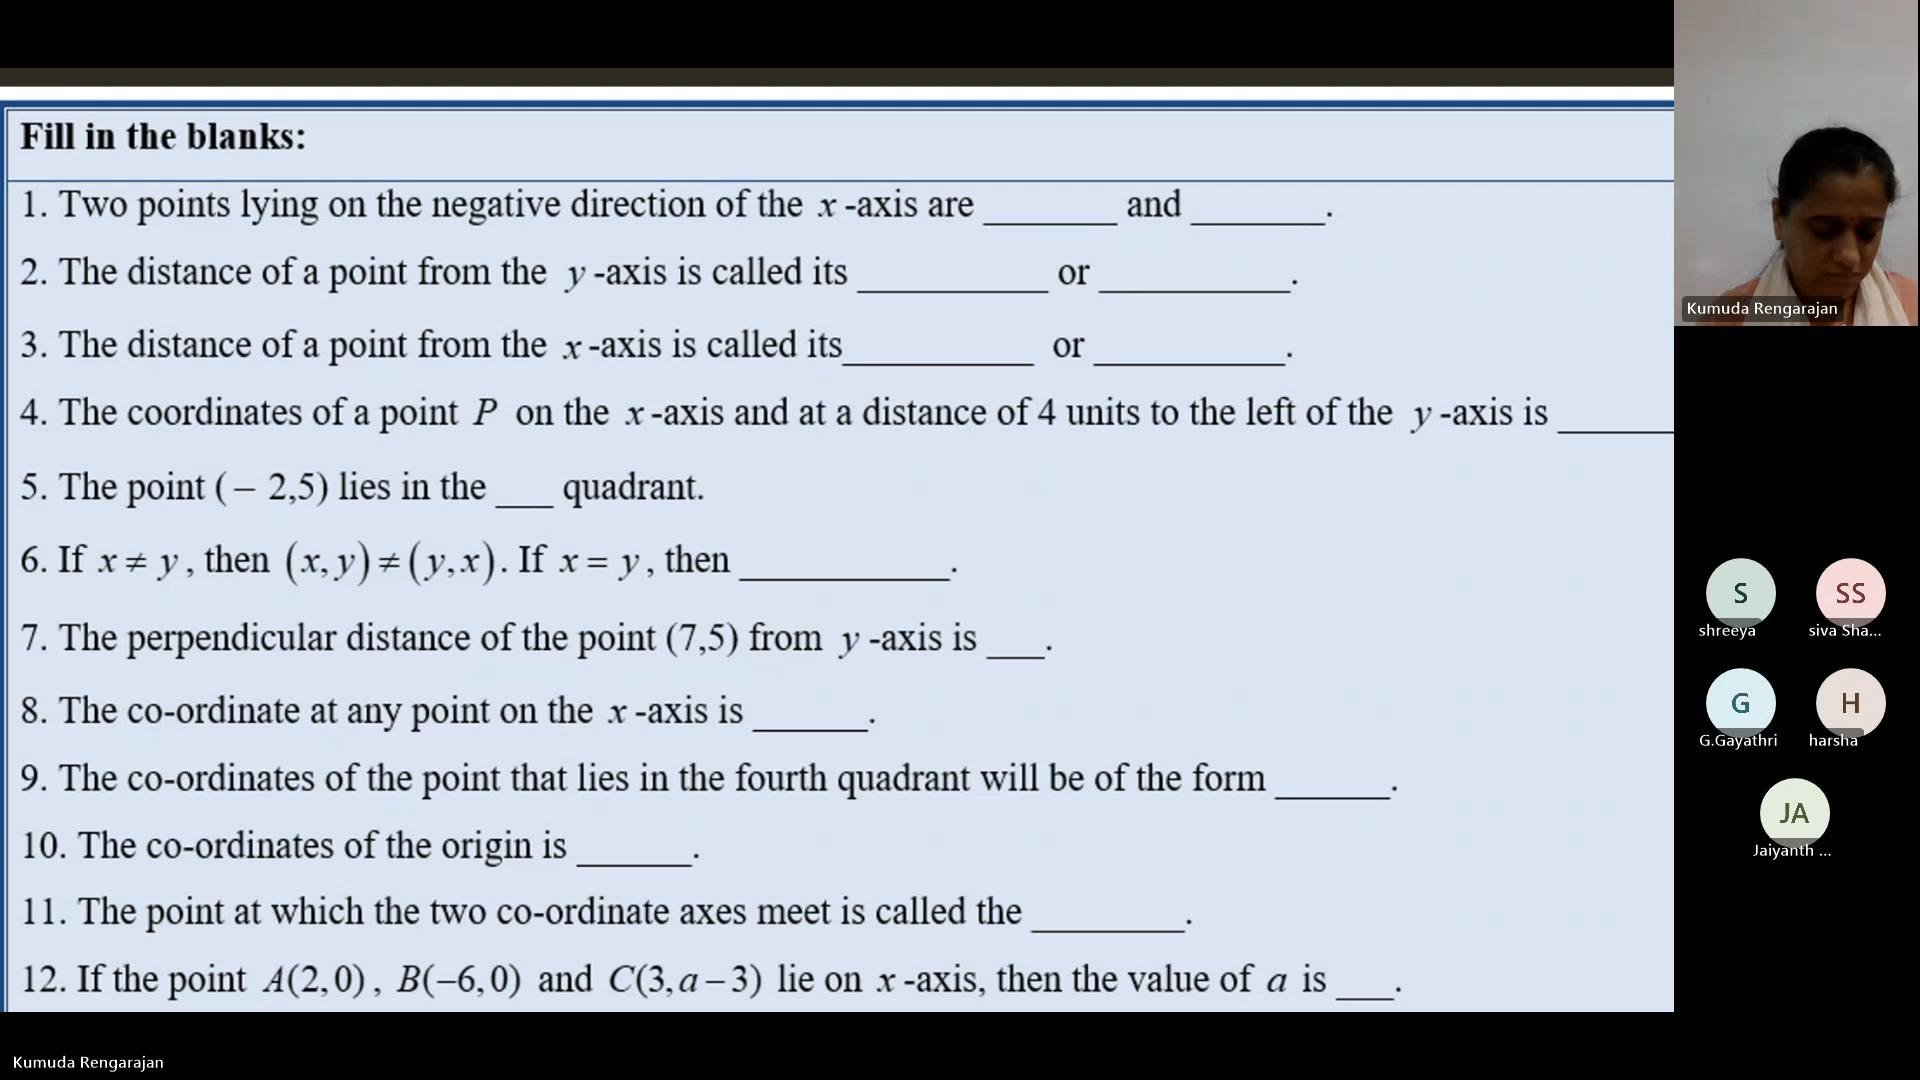 Fill in the blanks:
1. Two points lying on the negative direction of the x-axis are _______ and _______.
2. The distance of a point from the y-axis is called its __________ or __________.
3. The distance of a point from the x-axis is called its__________ or __________.
4. The coordinates of a point P on the x-axis and at a distance of 4 units to the left of the y-axis is ______
5. The point (− 2,5) lies in the ___ quadrant.
6. If x ≠ y, then (x, y) ≠ (y, x). If x = y, then ___________.
7. The perpendicular distance of the point (7,5) from y-axis is ___.
8. The co-ordinate at any point on the x-axis is ______.
9. The co-ordinates of the point that lies in the fourth quadrant will be of the form ______.
10. The co-ordinates of the origin is ______.
11. The point at which the two co-ordinate axes meet is called the ________.
12. If the point A(2,0), B(−6,0) and C(3,a−3) lie on x-axis, then the value of a is ___.
Kumuda Rengarajan
S SS
shreeya siva Sha...
G H
G.Gayathri harsha
JA
Jaiyanth ...
Kumuda Rengarajan